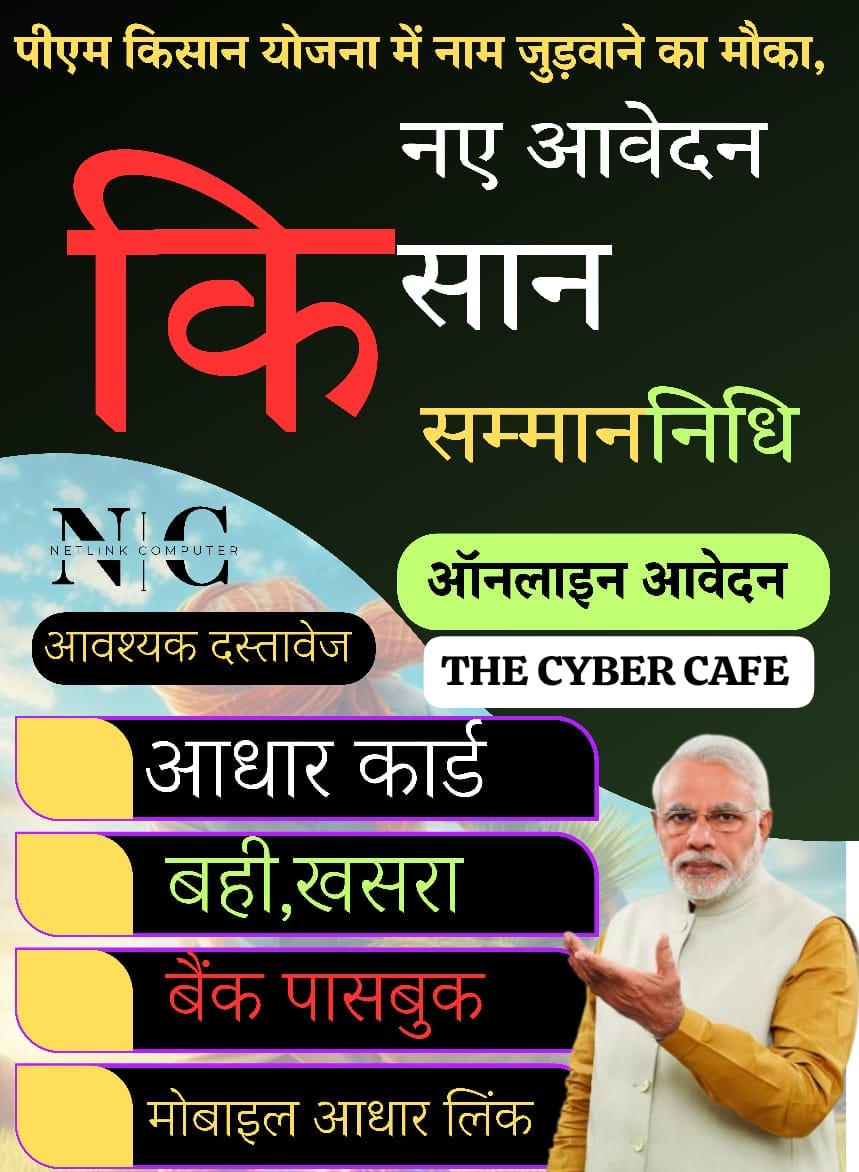 पीएम किसान योजना में नाम जुड़वाने का मौका,
नए आवेदन
किसान
सम्माननिधि
N|C
NETLINK COMPUTER
ऑनलाइन आवेदन
THE CYBER CAFE
आवश्यक दस्तावेज
आधार कार्ड
बही,खसरा
बैंक पासबुक
मोबाइल आधार लिंक